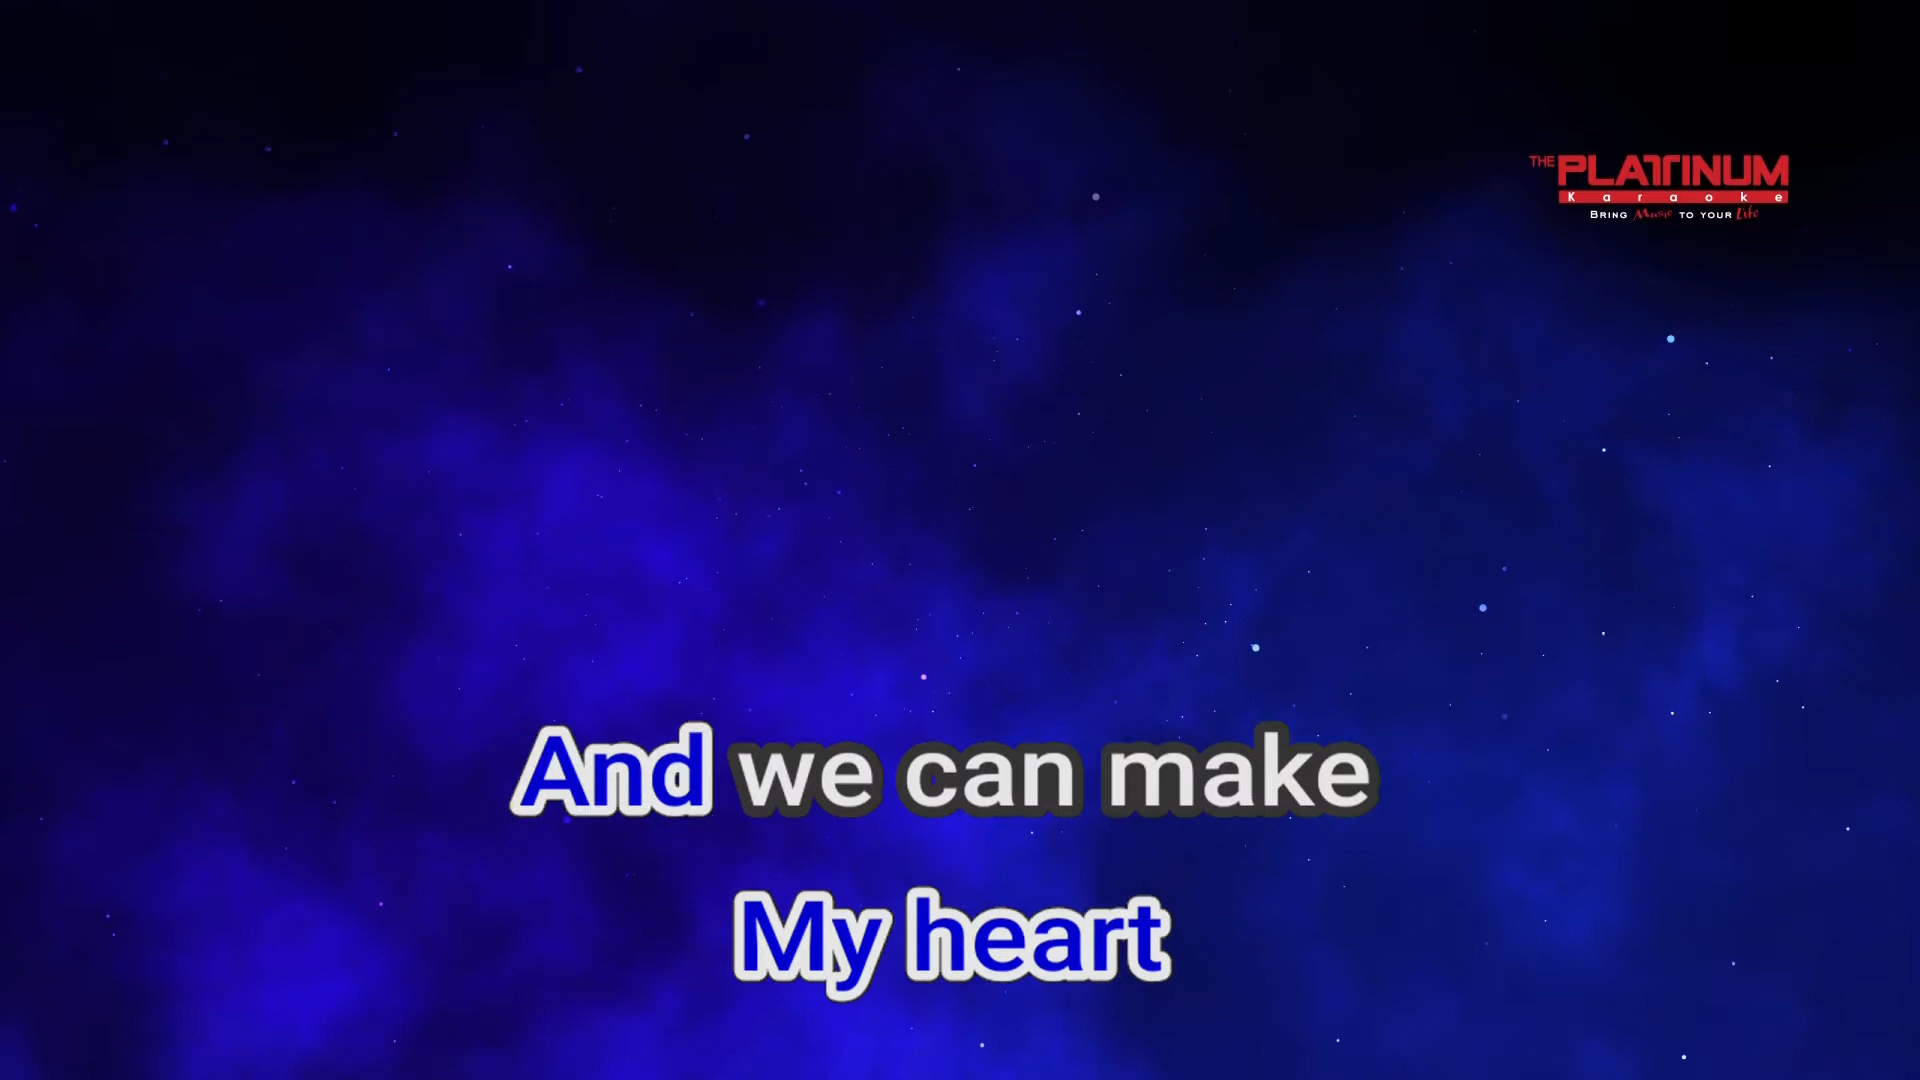 THE PLATINUM
Karaoke
BRING Music TO YOUR Life
And we can make
My heart